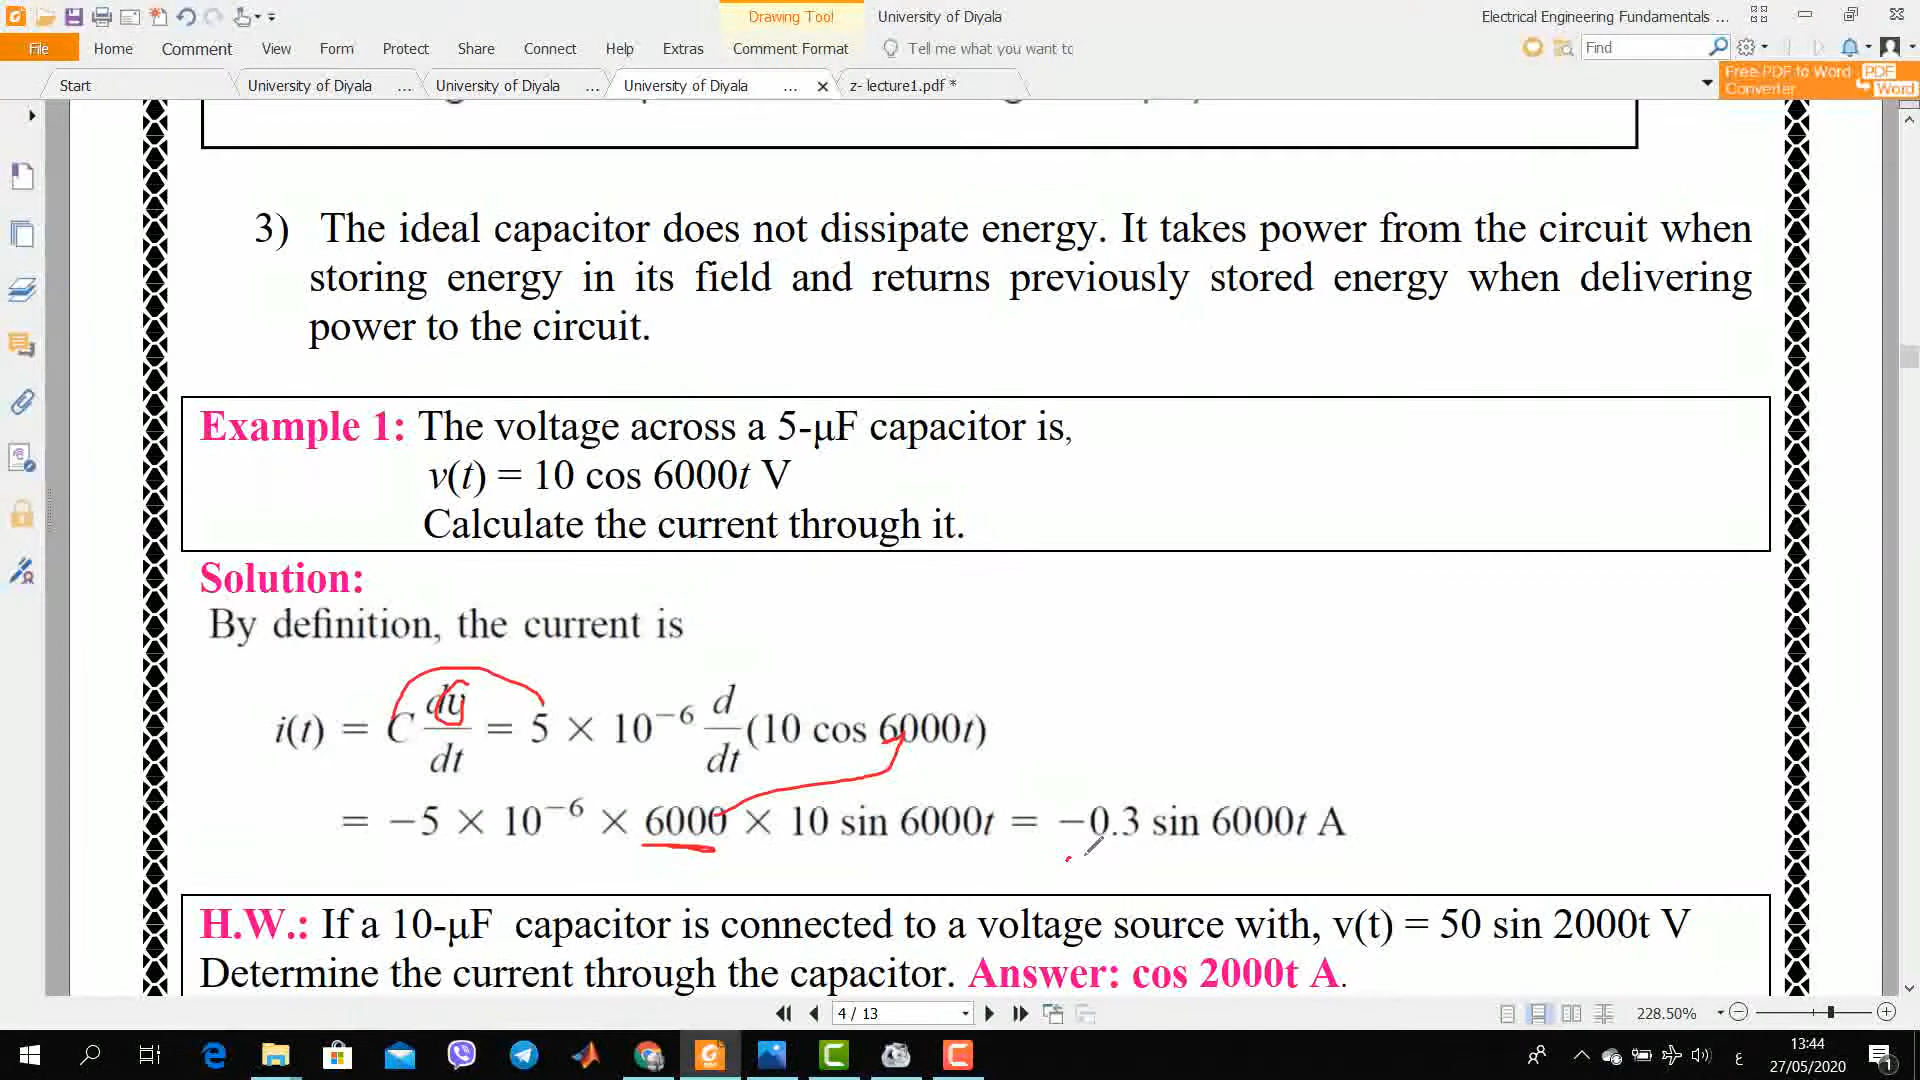 Drawing Tool
University of Diyala
Electrical Engineering Fundamentals ...
File
Home
Comment
View
Form
Protect
Share
Connect
Help
Extras
Comment Format
Tell me what you want to
Find
Start
University of Diyala ...
University of Diyala ...
University of Diyala ...
z- lecture1.pdf *
Free PDF to Word
Converter
PDF
Word
3) The ideal capacitor does not dissipate energy. It takes power from the circuit when
storing energy in its field and returns previously stored energy when delivering
power to the circuit.
Example 1: The voltage across a 5-μF capacitor is,
v(t) = 10 cos 6000t V
Calculate the current through it.
Solution:
By definition, the current is
i(t) = C dv/dt = 5 × 10⁻⁶ d/dt (10 cos 6000t)
= −5 × 10⁻⁶ × 6000 × 10 sin 6000t = −0.3 sin 6000t A
H.W.: If a 10-μF capacitor is connected to a voltage source with, v(t) = 50 sin 2000t V
Determine the current through the capacitor. Answer: cos 2000t A.
4 / 13
228.50%
ع
13:44
27/05/2020
1